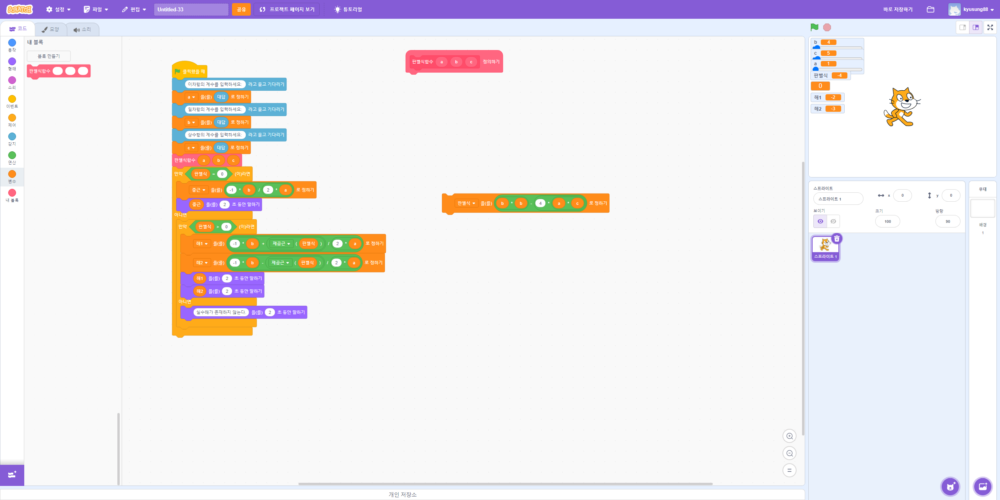 SCRATCH 설정 파일 편집 Untitled-33 공유 프로젝트 페이지 보기 튜토리얼 바로 저장하기 kyusung88
코드 모양 소리
동작
형태
소리
이벤트
제어
감지
연산
변수
내 블록
내 블록
블록 만들기
판별식함수
클릭했을 때
이차항의 계수를 입력하세요: 라고 묻고 기다리기
a 을(를) 대답 로 정하기
일차항의 계수를 입력하세요: 라고 묻고 기다리기
b 을(를) 대답 로 정하기
상수항의 계수를 입력하세요: 라고 묻고 기다리기
c 을(를) 대답 로 정하기
판별식함수 a b c
만약 판별식 = 0 (이)라면
중근 을(를) -1 * b / 2 * a 로 정하기
중근 을(를) 2 초 동안 말하기
아니면
만약 판별식 > 0 (이)라면
해1 을(를) -1 * b + 제곱근 ( 판별식 ) / 2 * a 로 정하기
해2 을(를) -1 * b - 제곱근 ( 판별식 ) / 2 * a 로 정하기
해1 을(를) 2 초 동안 말하기
해2 을(를) 2 초 동안 말하기
아니면
실수해가 존재하지 않는다. 을(를) 2 초 동안 말하기
판별식함수 a b c 정의하기
판별식 을(를) b * b - 4 * a * c 로 정하기
개인 저장소
b 4
c 5
a 1
판별식 -4
0
해1 -2
해2 -3
스프라이트
스프라이트 1
x 0
y 0
보이기
크기
100
방향
90
스프라이트 1
무대
배경
1